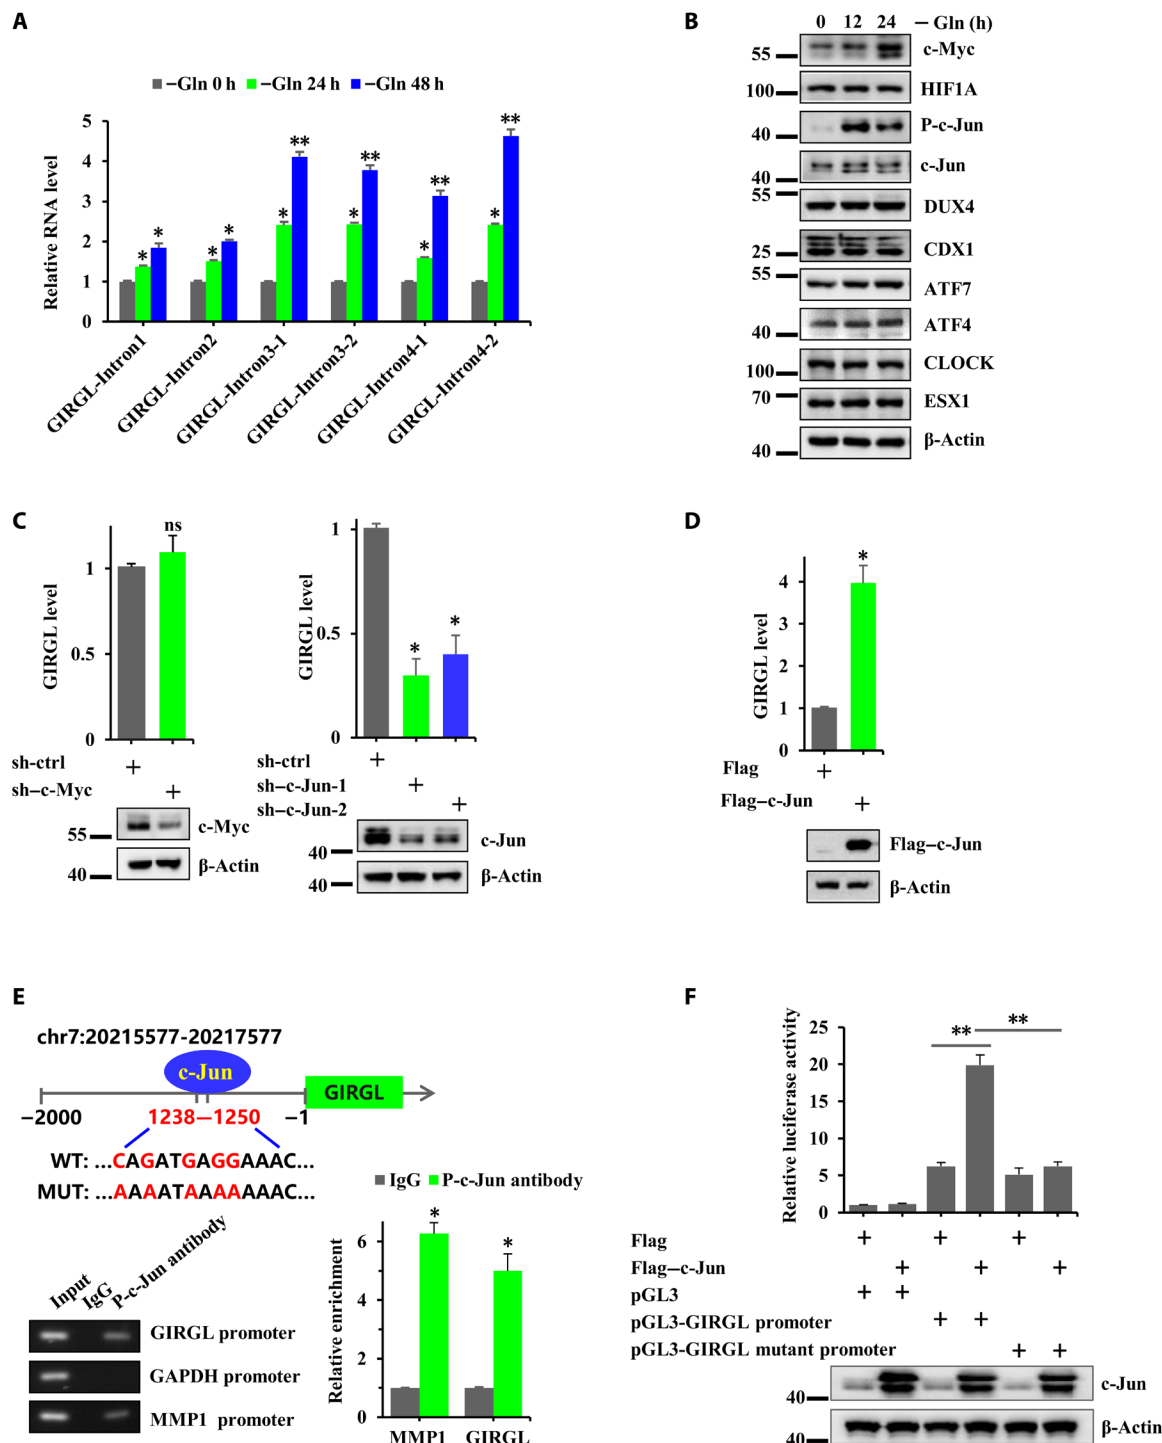 A
−Gln 0 h −Gln 24 h −Gln 48 h
Relative RNA level
5
4
3
2
1
0
* * * * * ** * ** * ** * **
GIRGL-Intron1
GIRGL-Intron2
GIRGL-Intron3-1
GIRGL-Intron3-2
GIRGL-Intron4-1
GIRGL-Intron4-2
B
0 12 24 − Gln (h)
55 c-Myc
100 HIF1A
40 P-c-Jun
40 c-Jun
55 DUX4
25 CDX1
55 ATF7
40 ATF4
100 CLOCK
70 ESX1
40 β-Actin
C
GIRGL level
1
0.5
0
ns
sh-ctrl +
sh−c-Myc +
55 c-Myc
40 β-Actin
GIRGL level
1
0.5
0
* *
sh-ctrl +
sh−c-Jun-1 +
sh−c-Jun-2 +
40 c-Jun
40 β-Actin
D
GIRGL level
4
3
2
1
0
*
Flag +
Flag−c-Jun +
Flag−c-Jun
β-Actin
E
chr7:20215577-20217577
c-Jun
GIRGL
−2000 1238−1250 −1
WT: ...CAGATGAGGAAAC...
MUT: ...AAAATAAAAAAAC...
Input IgG P-c-Jun antibody
GIRGL promoter
GAPDH promoter
MMP1 promoter
IgG P-c-Jun antibody
Relative enrichment
6
4
2
0
* *
MMP1 GIRGL
F
Relative luciferase activity
25
20
15
10
5
0
** **
Flag + + +
Flag−c-Jun + + +
pGL3 + +
pGL3-GIRGL promoter + +
pGL3-GIRGL mutant promoter + +
40 c-Jun
40 β-Actin